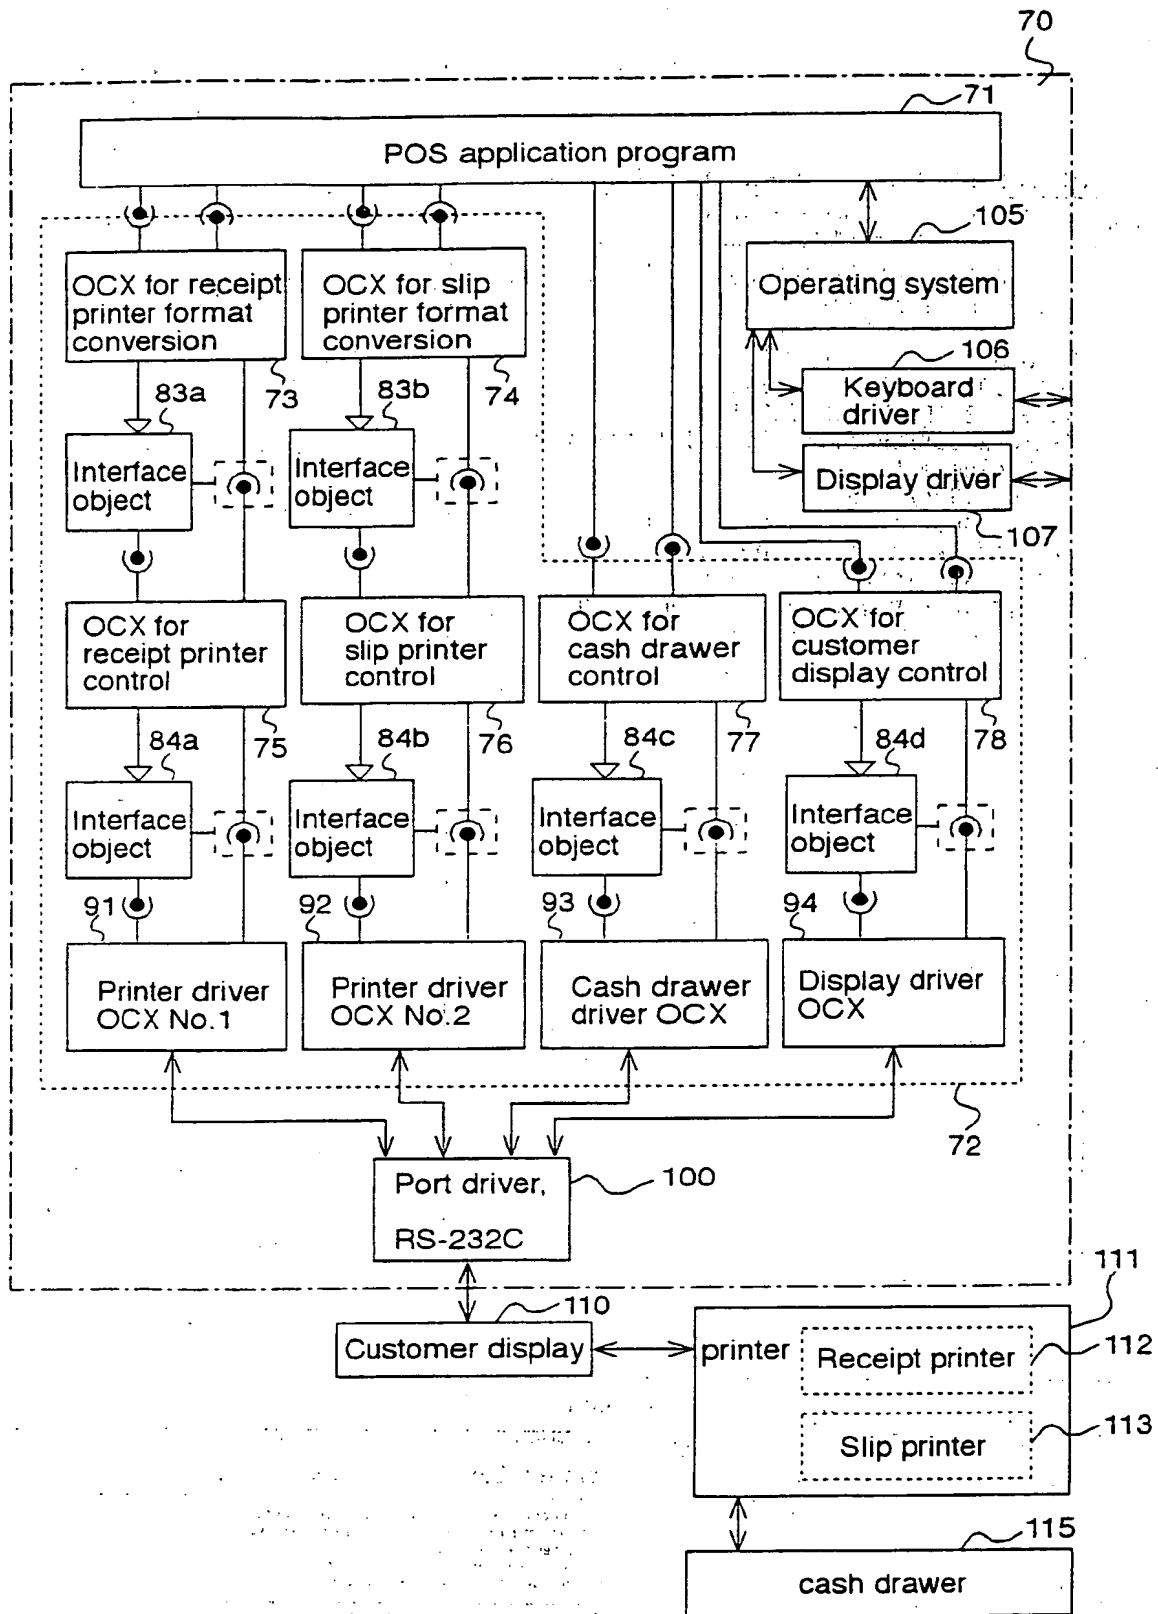 70
71
POS application program
105
OCX for receipt
printer format
conversion
OCX for slip
printer format
conversion
Operating system
106
83a
73
83b
74
Keyboard
driver
Interface
object
Interface
object
Display driver
107
OCX for
receipt printer
control
OCX for
slip printer
control
OCX for
cash drawer
control
OCX for
customer
display control
84a
75
84b
76
84c
77
84d
78
Interface
object
Interface
object
Interface
object
Interface
object
91
92
93
94
Printer driver
OCX No.1
Printer driver
OCX No.2
Cash drawer
driver OCX
Display driver
OCX
72
Port driver,
RS-232C
100
110
111
Customer display
printer
Receipt printer
112
Slip printer
113
115
cash drawer